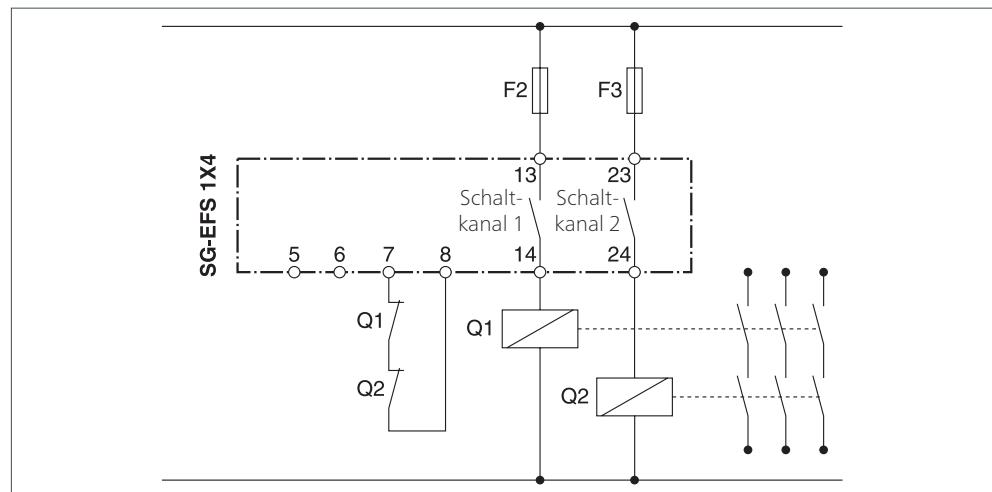 F2
F3
SG-EFS 1X4
13
23
Schalt-
kanal 1
Schalt-
kanal 2
5
6
7
8
14
24
Q1
Q1
Q2
Q2